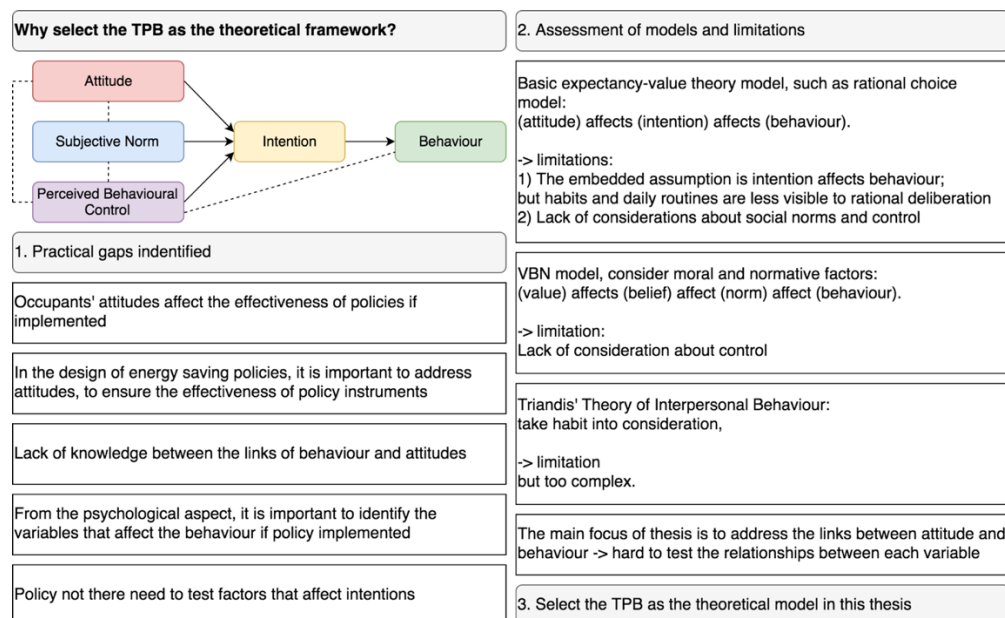 Why select the TPB as the theoretical framework?
Attitude
Subjective Norm
Perceived Behavioural
Control
Intention
Behaviour
1. Practical gaps indentified
Occupants' attitudes affect the effectiveness of policies if
implemented
In the design of energy saving policies, it is important to address
attitudes, to ensure the effectiveness of policy instruments
Lack of knowledge between the links of behaviour and attitudes
From the psychological aspect, it is important to identify the
variables that affect the behaviour if policy implemented
Policy not there need to test factors that affect intentions
2. Assessment of models and limitations
Basic expectancy-value theory model, such as rational choice
model:
(attitude) affects (intention) affects (behaviour).
-> limitations:
1) The embedded assumption is intention affects behaviour;
but habits and daily routines are less visible to rational deliberation
2) Lack of considerations about social norms and control
VBN model, consider moral and normative factors:
(value) affects (belief) affect (norm) affect (behaviour).
-> limitation:
Lack of consideration about control
Triandis' Theory of Interpersonal Behaviour:
take habit into consideration,
-> limitation
but too complex.
The main focus of thesis is to address the links between attitude and
behaviour -> hard to test the relationships between each variable
3. Select the TPB as the theoretical model in this thesis